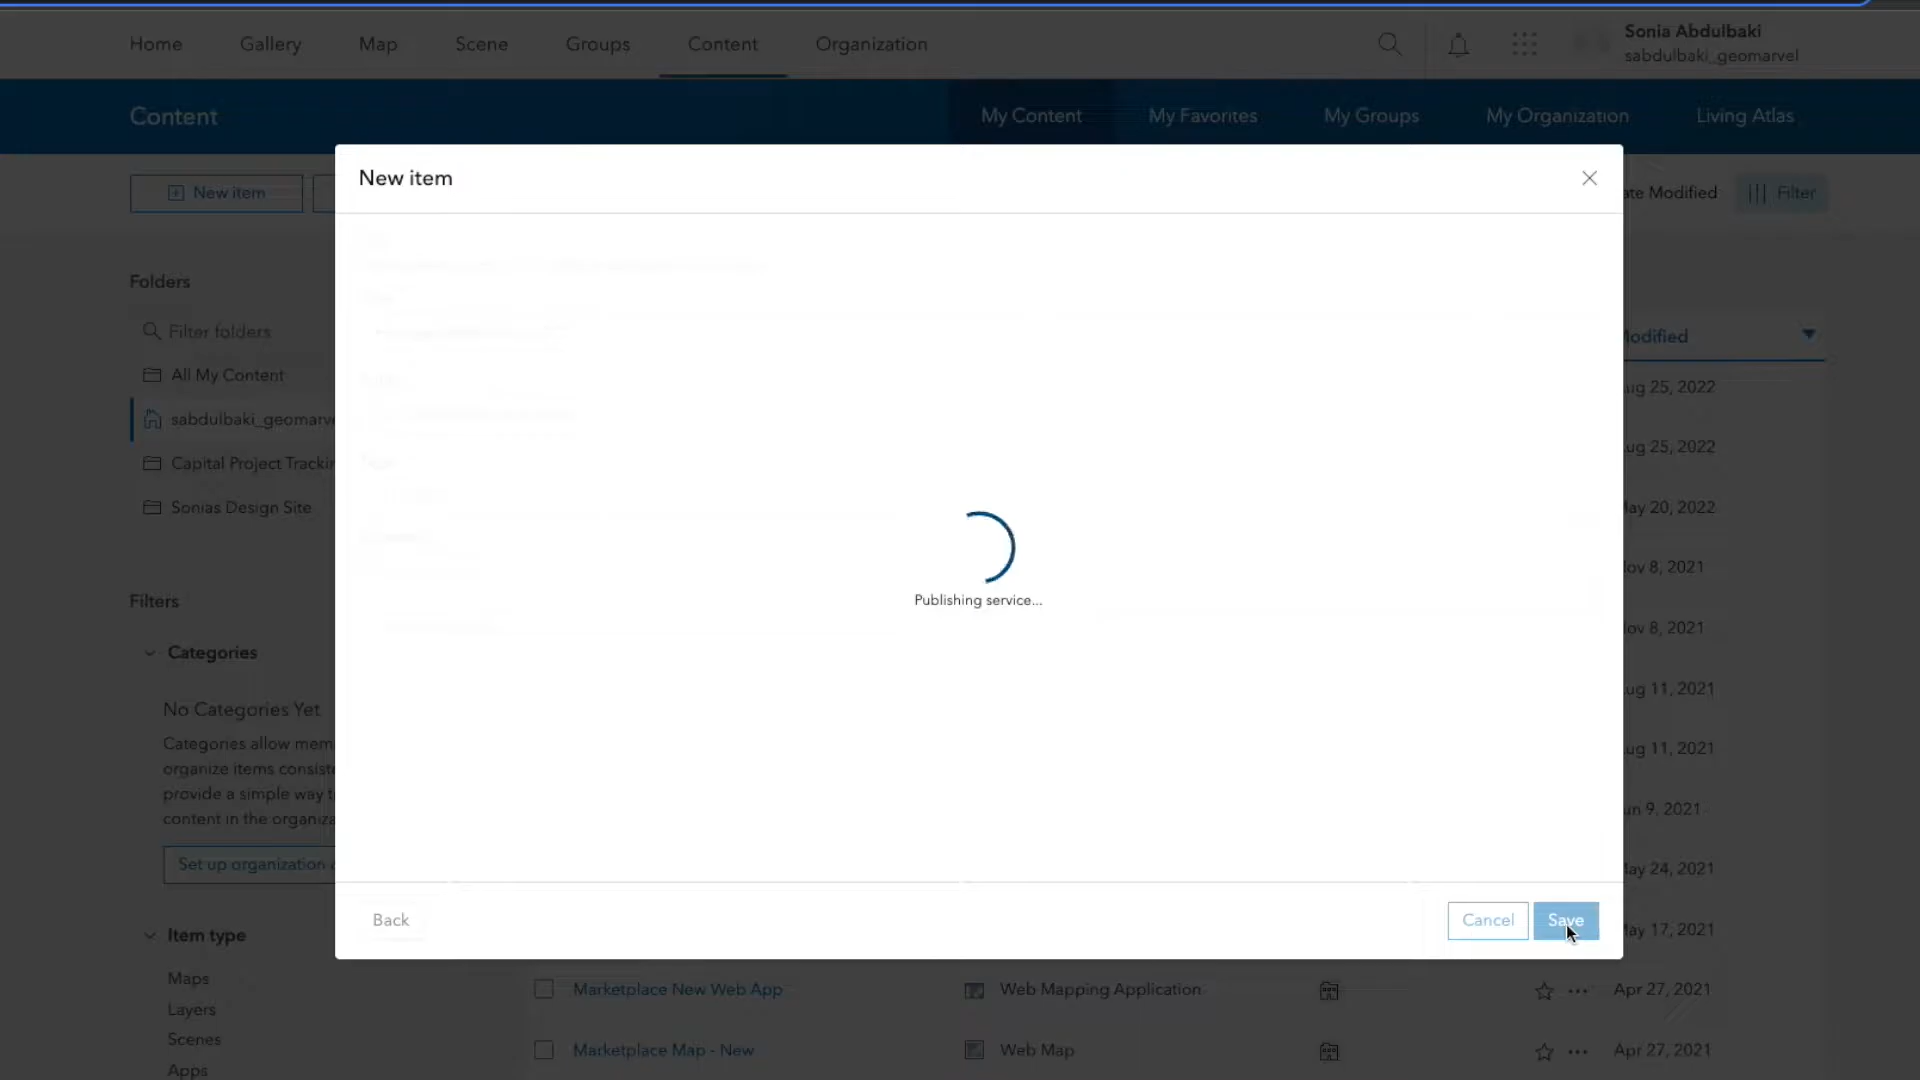 Home Gallery Map Scene Groups Content Organization
Sonia Abdulbaki
sabdulbaki_geomarvel
Content
My Content My Favorites My Groups My Organization Living Atlas
New item
New item
Modified
Filter
Folders
Filter folders
All My Content
sabdulbaki_geomarve
Capital Project Trackin
Sonias Design Site
Filters
Categories
No Categories Yet
Categories allow mem
organize items consiste
provide a simple way t
content in the organiza
Set up organization
Item type
Maps
Layers
Scenes
Apps
Publishing service...
Back
Cancel
Save
odified
ug 25, 2022
ug 25, 2022
ay 20, 2022
ov 8, 2021
ov 8, 2021
ug 11, 2021
ug 11, 2021
un 9, 2021
ay 24, 2021
ay 17, 2021
Marketplace New Web App Web Mapping Application Apr 27, 2021
Marketplace Map - New Web Map Apr 27, 2021